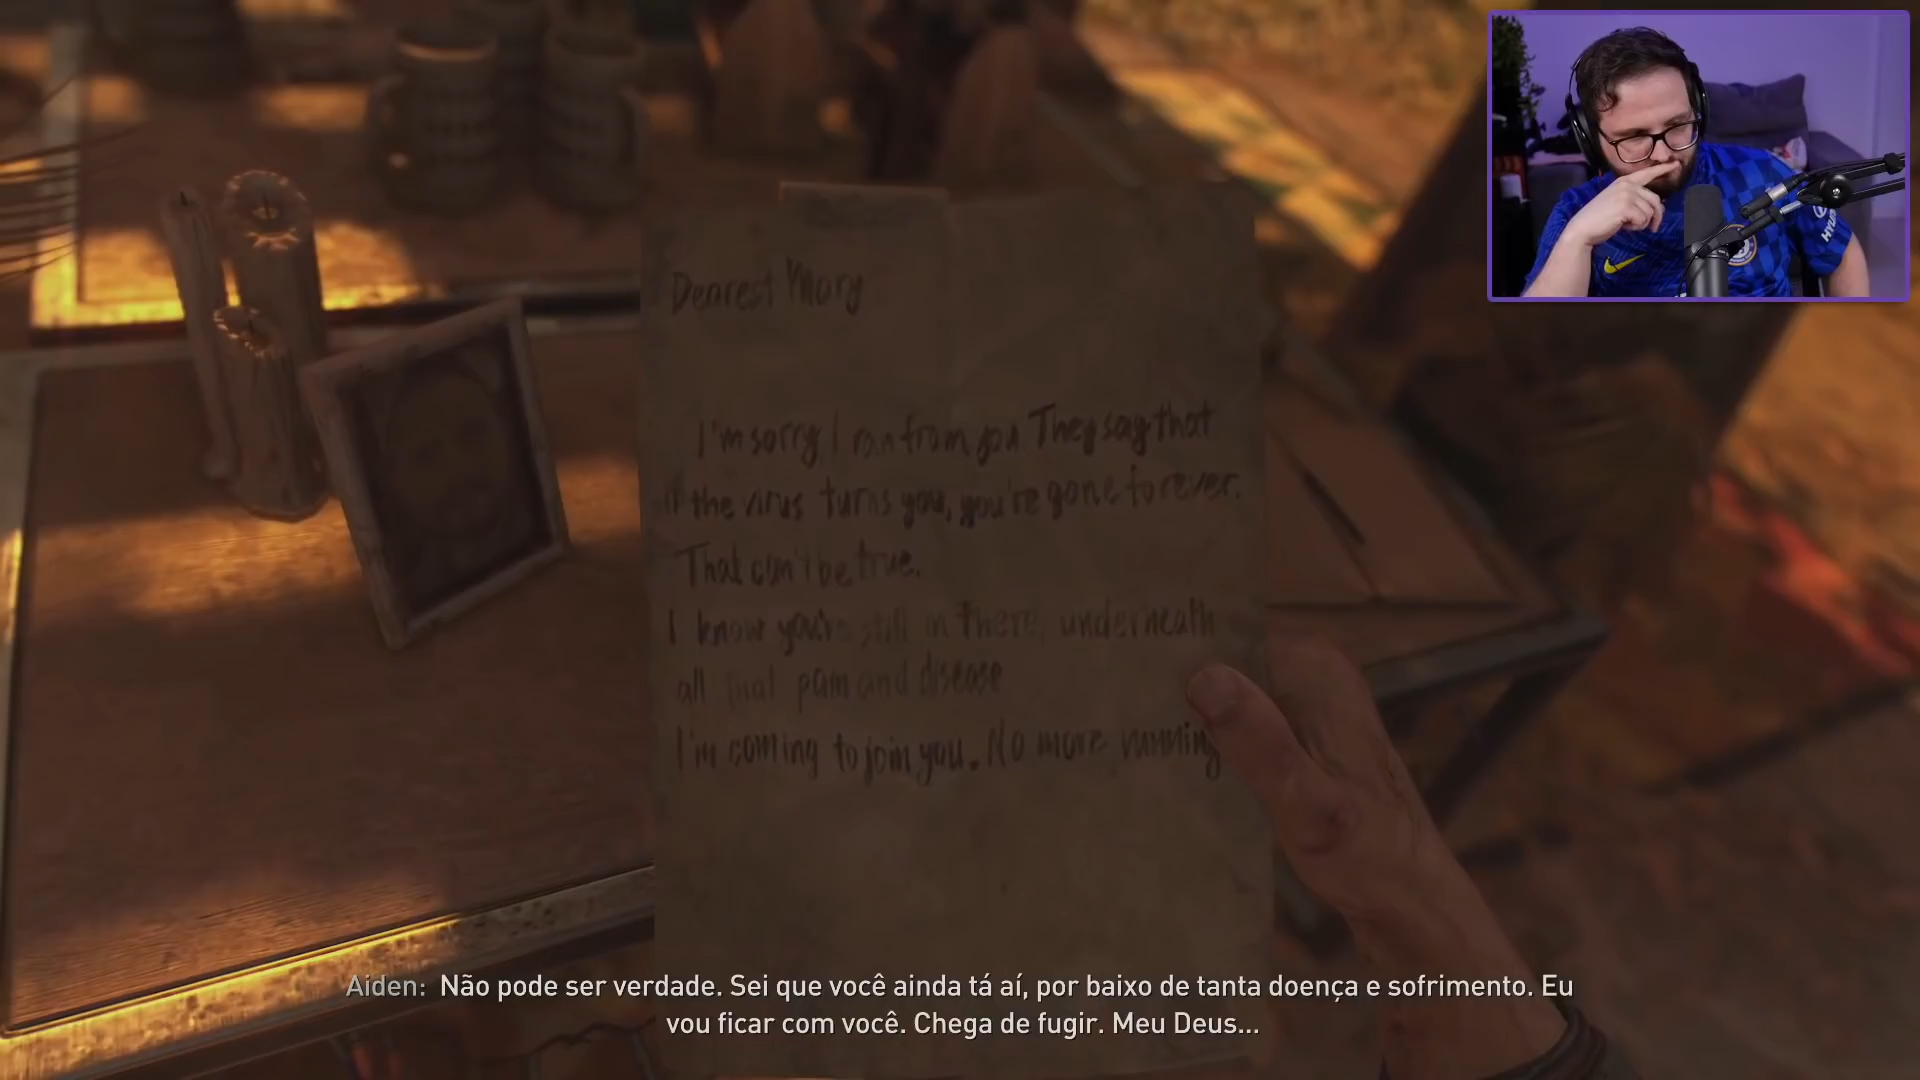 Dearest Mary
I'm sorry I ran from you. They say that
if the virus turns you, you're gone forever.
That can't be true.
I know you're still in there, underneath
all that pain and disease
I'm coming to join you. No more running
HYUN
Aiden: Não pode ser verdade. Sei que você ainda tá aí, por baixo de tanta doença e sofrimento. Eu
vou ficar com você. Chega de fugir. Meu Deus...